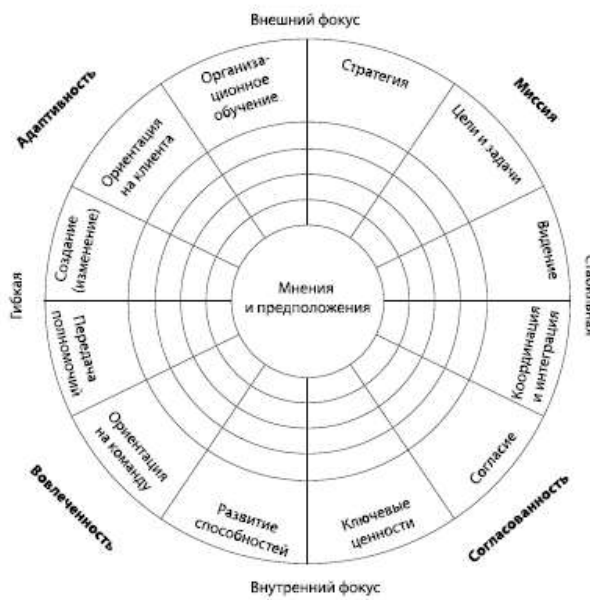 Внешний фокус
Адаптивность
Миссия
Организа-
ционное
обучение
Стратегия
Ориентация
на клиента
Цели и задачи
Создание
(изменение)
Видение
Гибкая
Мнения
и предположения
Передача
полномочий
Координация
и интеграция
Ориентация
на команду
Согласие
Развитие
способностей
Ключевые
ценности
Вовлеченность
Согласованность
Внутренний фокус